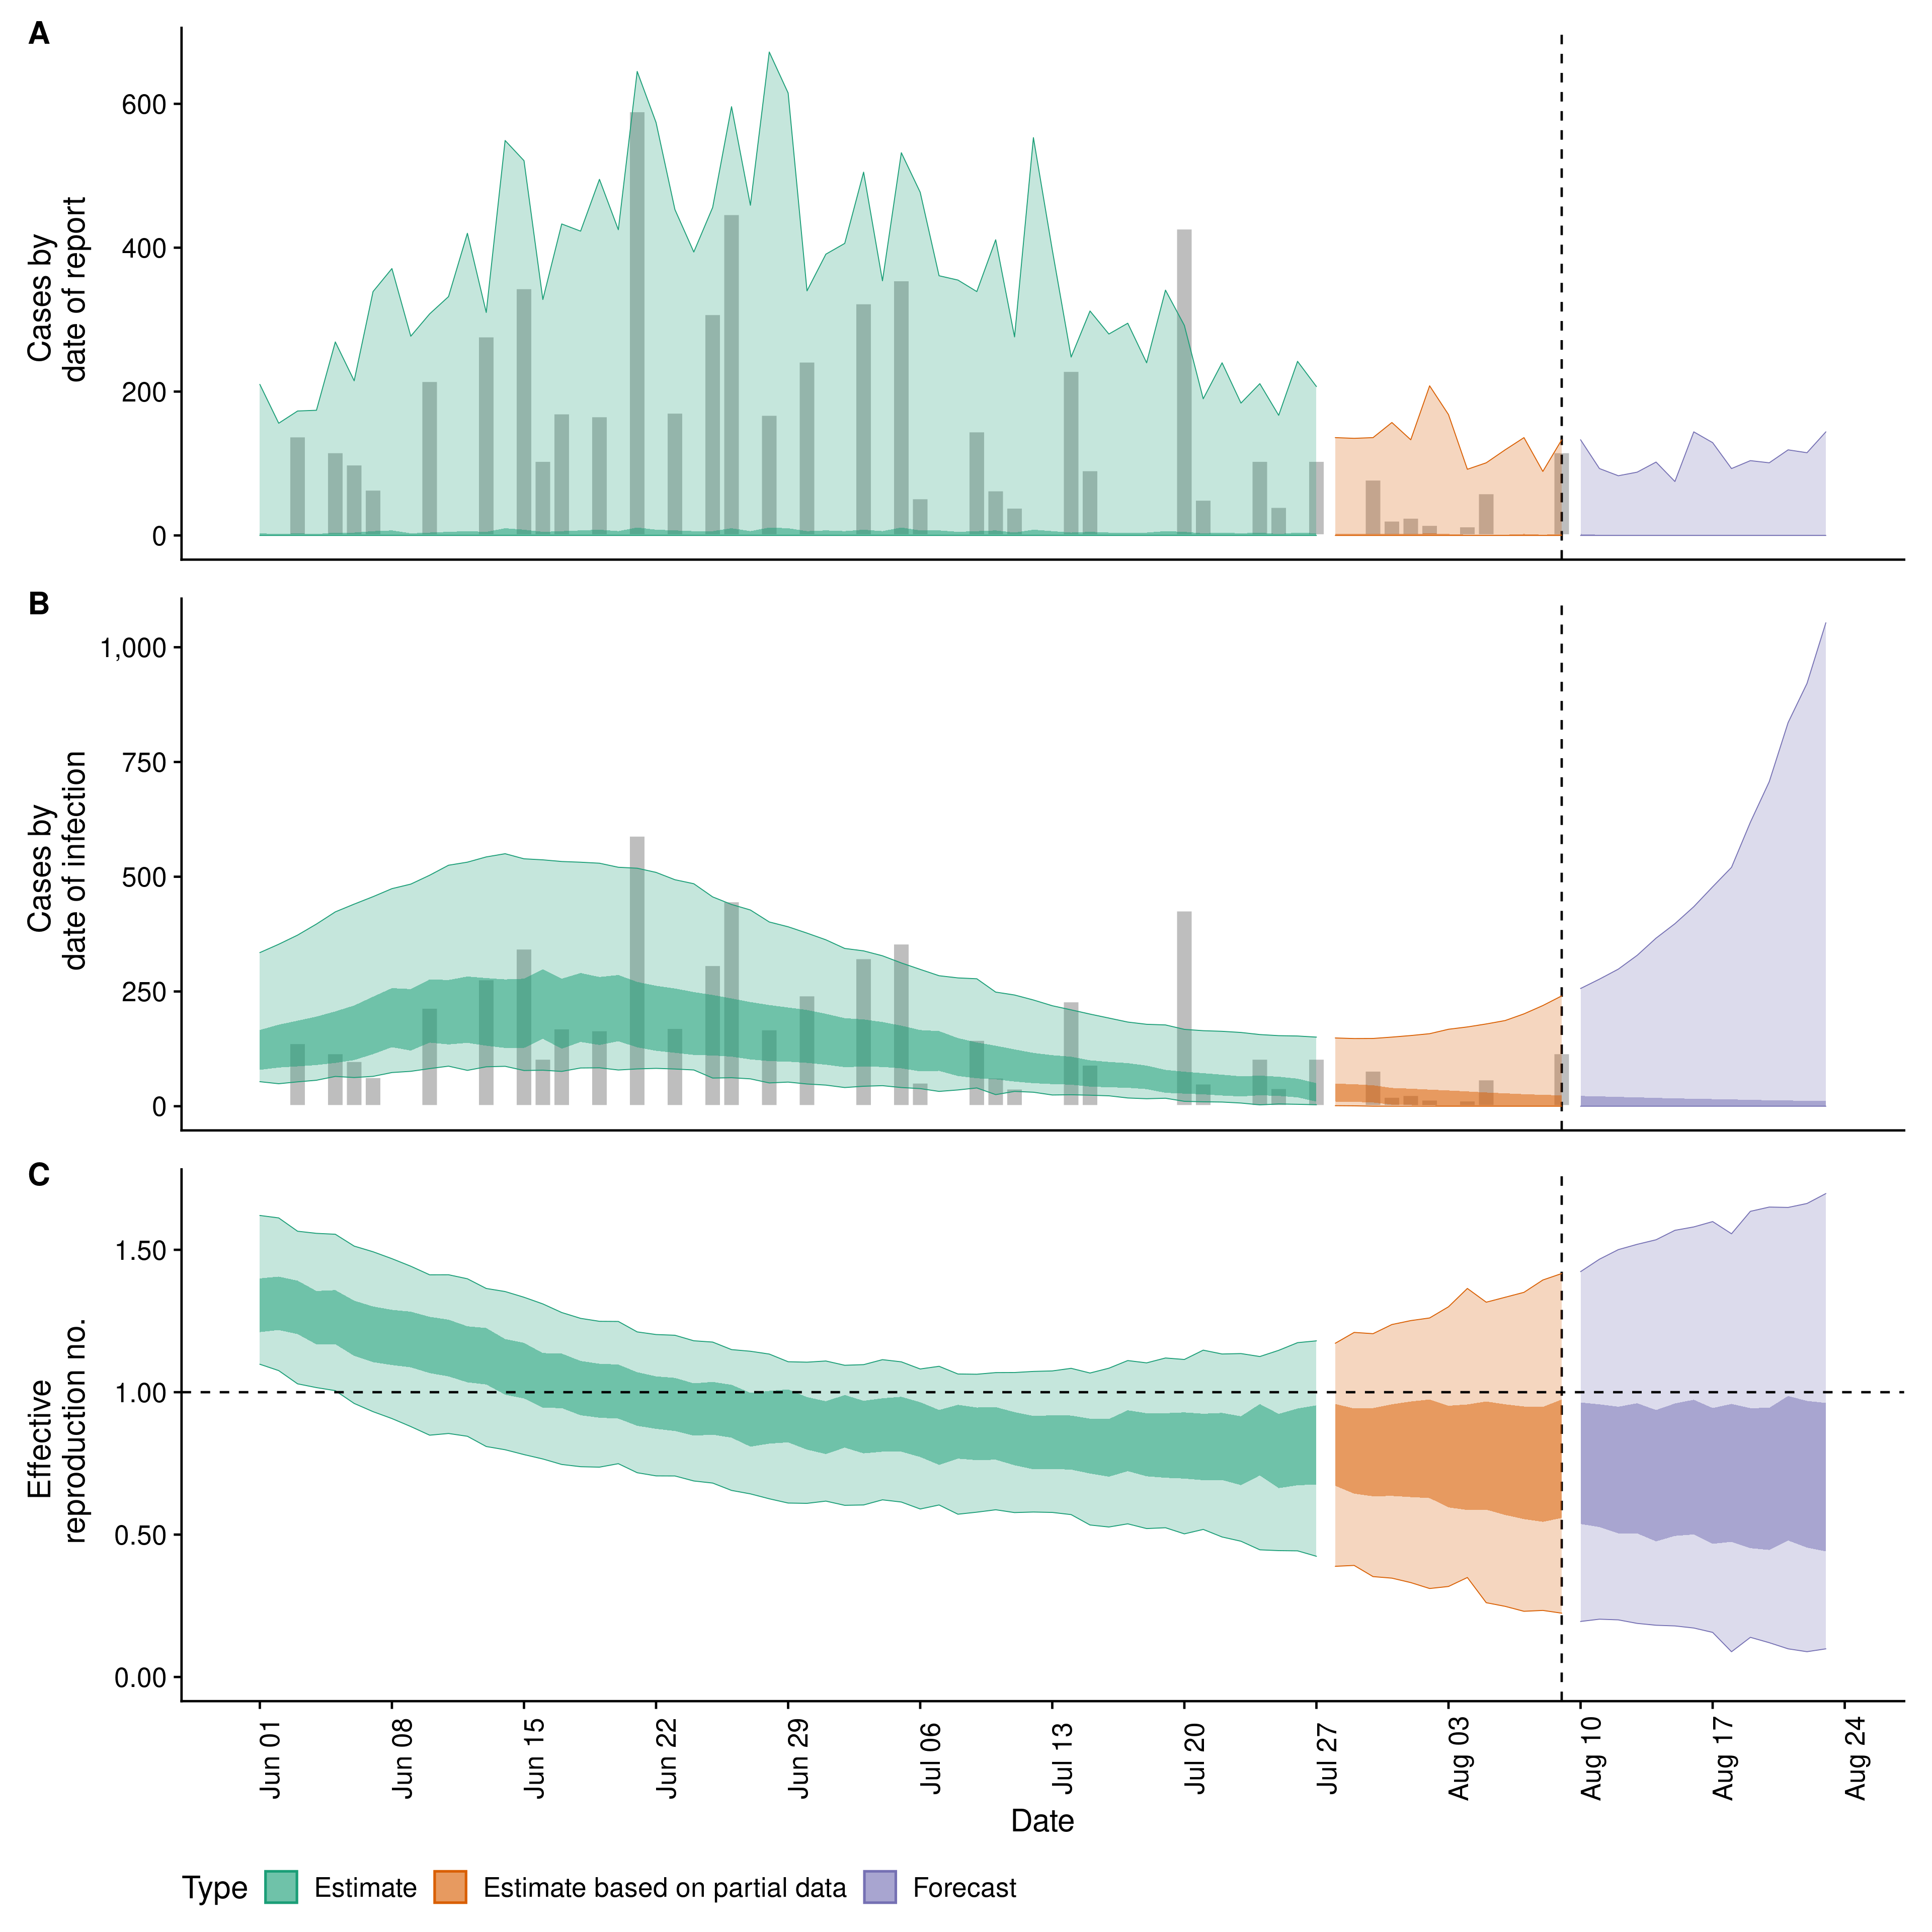 A
Cases by
date of report
600
400
200
0
B
Cases by
date of infection
1,000
750
500
250
0
C
Effective
reproduction no.
1.50
1.00
0.50
0.00
Jun 01
Jun 08
Jun 15
Jun 22
Jun 29
Jul 06
Jul 13
Jul 20
Jul 27
Aug 03
Aug 10
Aug 17
Aug 24
Date
Type Estimate Estimate based on partial data Forecast